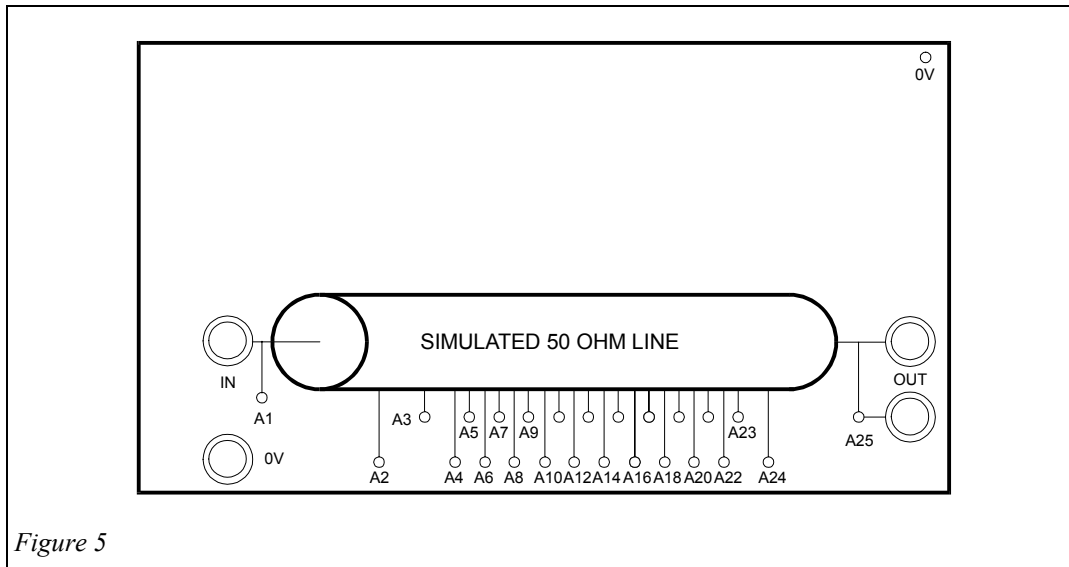 0V
SIMULATED 50 OHM LINE
IN
OUT
A1
A3
A5 A7 A9
A23
A25
0V
A2
A4 A6 A8 A10 A12 A14 A16 A18 A20 A22 A24
Figure 5